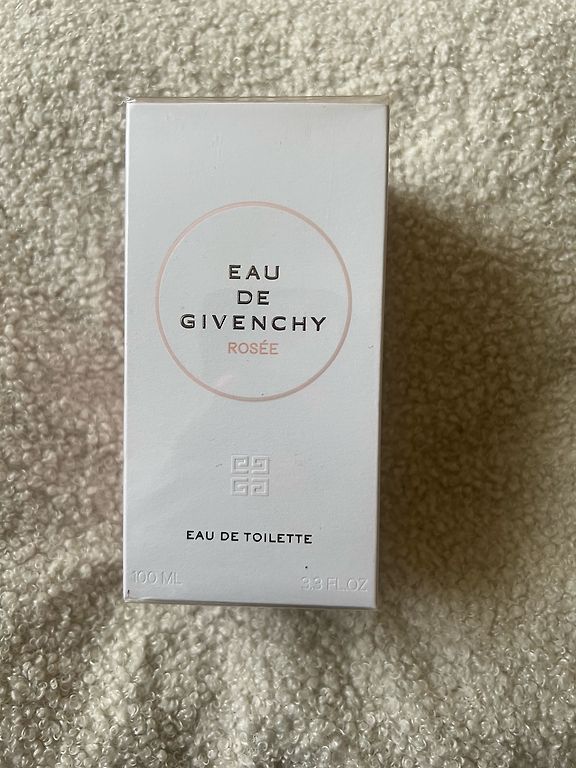 EAU
DE
GIVENCHY
ROSÉE
EAU DE TOILETTE
100 ML 3.3 FL.OZ